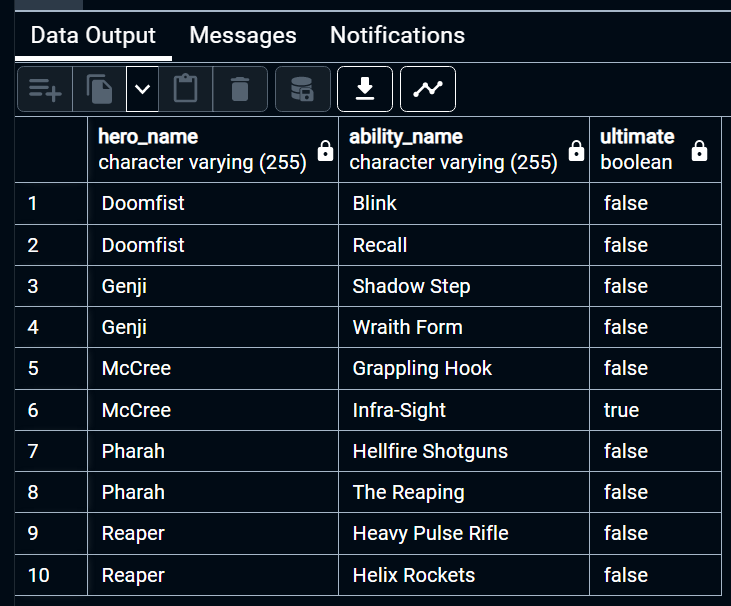 Data Output Messages Notifications
hero_name ability_name ultimate
character varying (255) character varying (255) boolean
1 Doomfist Blink false
2 Doomfist Recall false
3 Genji Shadow Step false
4 Genji Wraith Form false
5 McCree Grappling Hook false
6 McCree Infra-Sight true
7 Pharah Hellfire Shotguns false
8 Pharah The Reaping false
9 Reaper Heavy Pulse Rifle false
10 Reaper Helix Rockets false